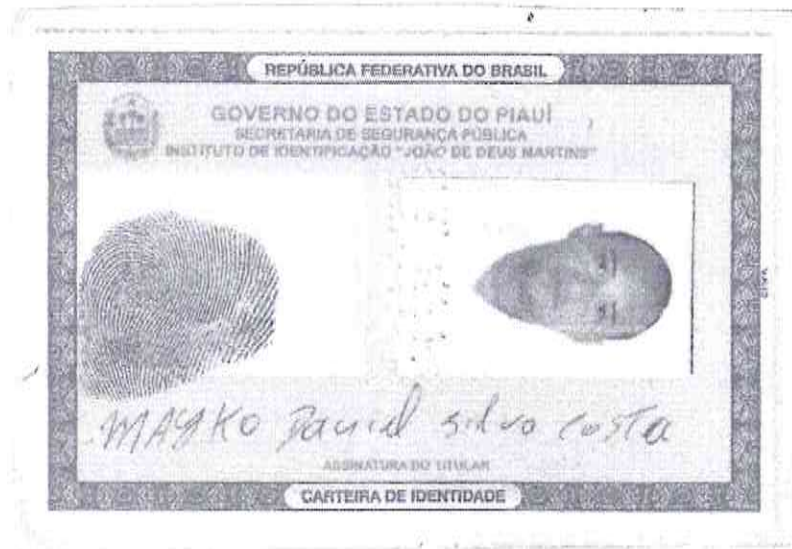 REPÚBLICA FEDERATIVA DO BRASIL
GOVERNO DO ESTADO DO PIAUÍ
SECRETARIA DE SEGURANÇA PÚBLICA
INSTITUTO DE IDENTIFICAÇÃO "JOÃO DE DEUS MARTINS"
MAYKO Daniel Silva Costa
ASSINATURA DO TITULAR
CARTEIRA DE IDENTIDADE